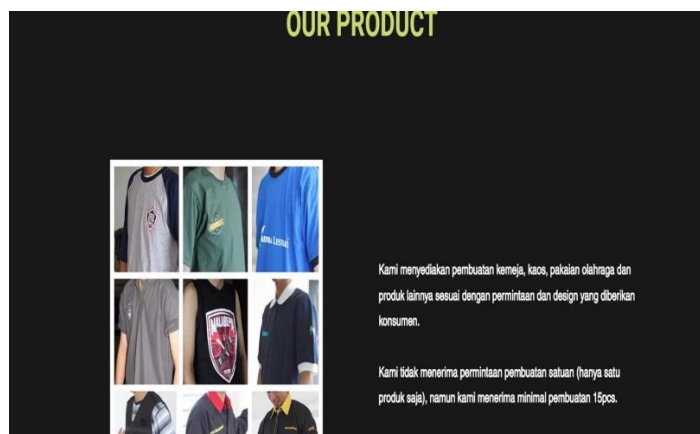 OUR PRODUCT
Kami menyediakan pembuatan kemeja, kaos, pakaian olahraga dan
produk lainnya sesuai dengan permintaan dan design yang diberikan
konsumen.
Kami tidak menerima permintaan pembuatan satuan (hanya satu
produk saja), namun kami menerima minimal pembuatan 15pcs.